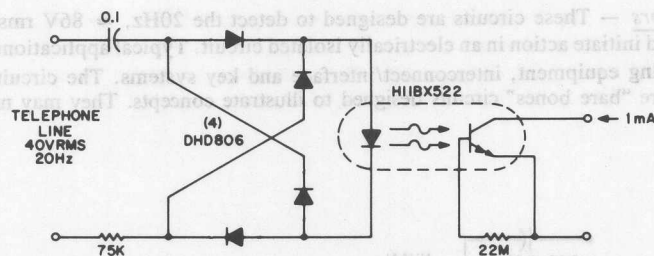 0.1
TELEPHONE
LINE
40VRMS
20Hz
(4)
DHD806
H11BX522
1mA
75K
22M
— These circuits are designed to detect the 20Hz, ≈ 86V rms
initiate action in an electrically isolated circuit. Typical applications
equipment, interconnect/interface and key systems. The circuits
"bare bones" circuits designed to illustrate concepts. They may